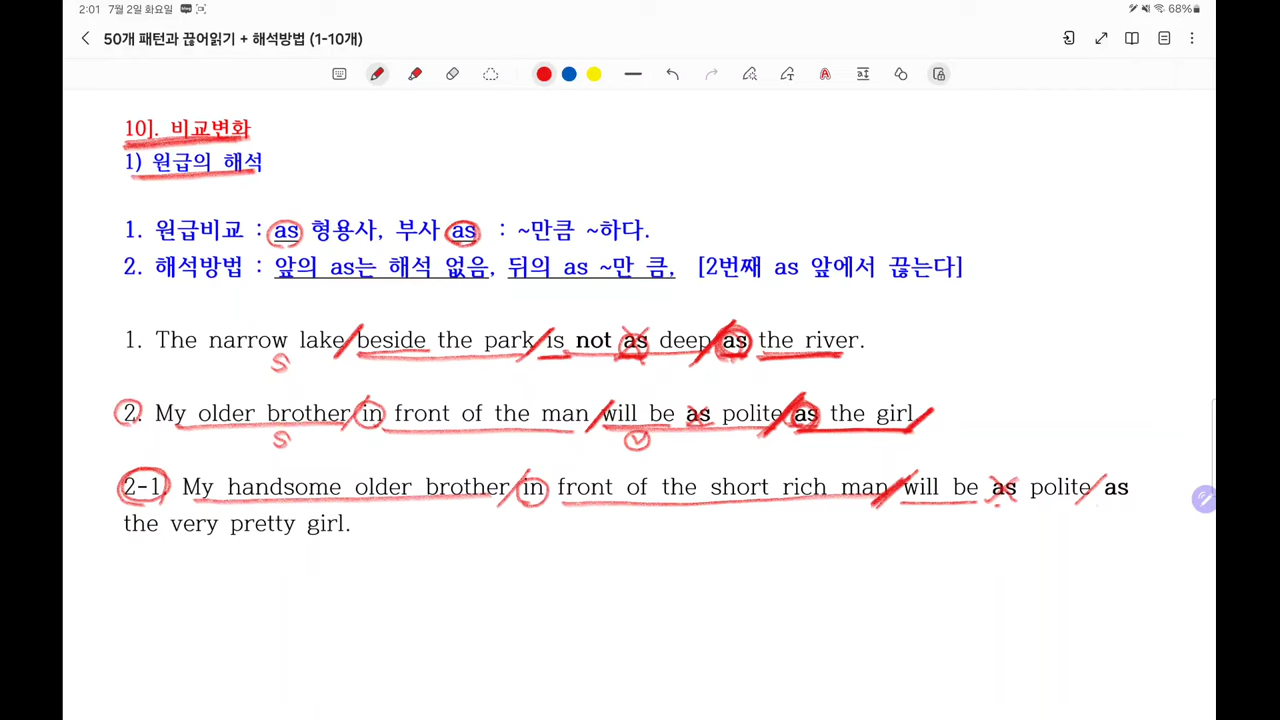 2:01 7월 2일 화요일 68%
50개 패턴과 끊어읽기 + 해석방법 (1-10개)
10]. 비교변화
1) 원급의 해석
1. 원급비교 : as 형용사, 부사 as : ~만큼 ~하다.
2. 해석방법 : 앞의 as는 해석 없음, 뒤의 as ~만 큼, [2번째 as 앞에서 끊는다]
1. The narrow lake beside the park is not as deep as the river.
S
2. My older brother in front of the man will be as polite as the girl.
S V
2-1. My handsome older brother in front of the short rich man will be as polite as
the very pretty girl.